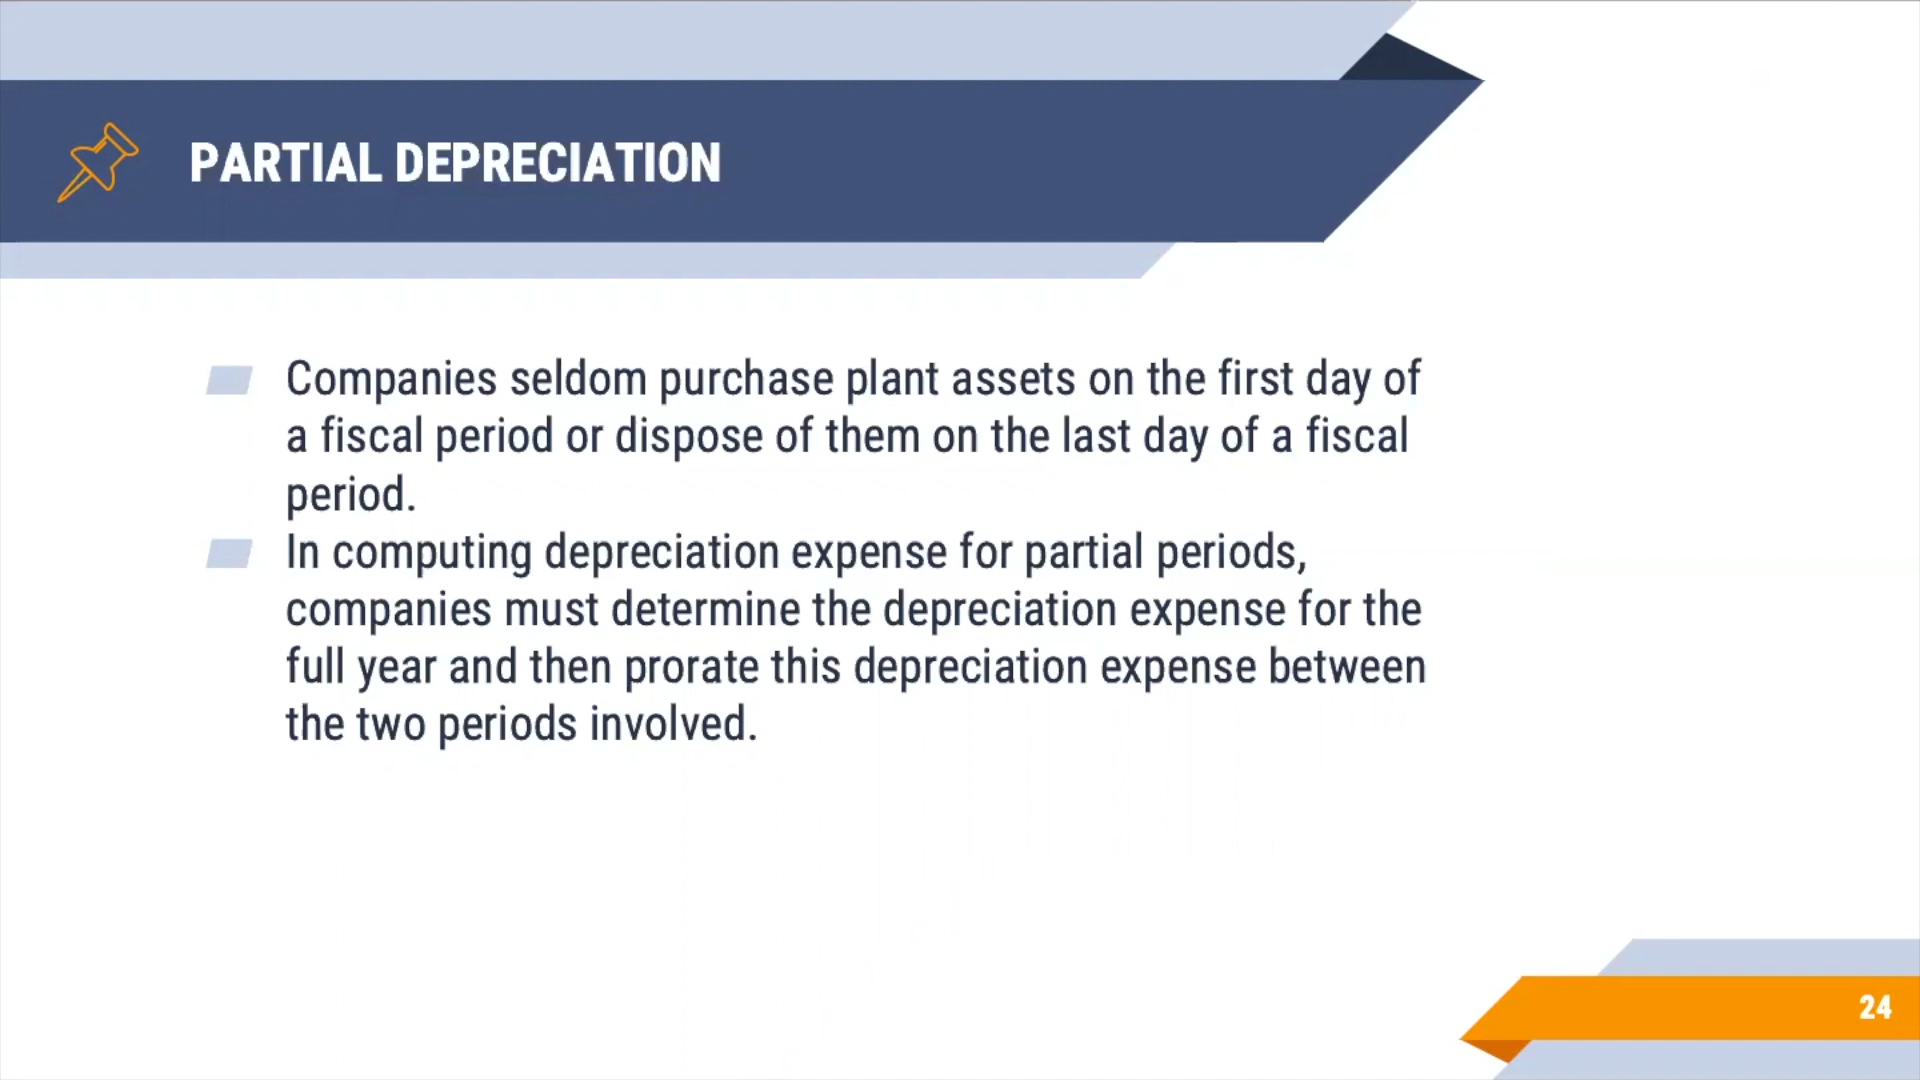 PARTIAL DEPRECIATION
Companies seldom purchase plant assets on the first day of
a fiscal period or dispose of them on the last day of a fiscal
period.
In computing depreciation expense for partial periods,
companies must determine the depreciation expense for the
full year and then prorate this depreciation expense between
the two periods involved.
24